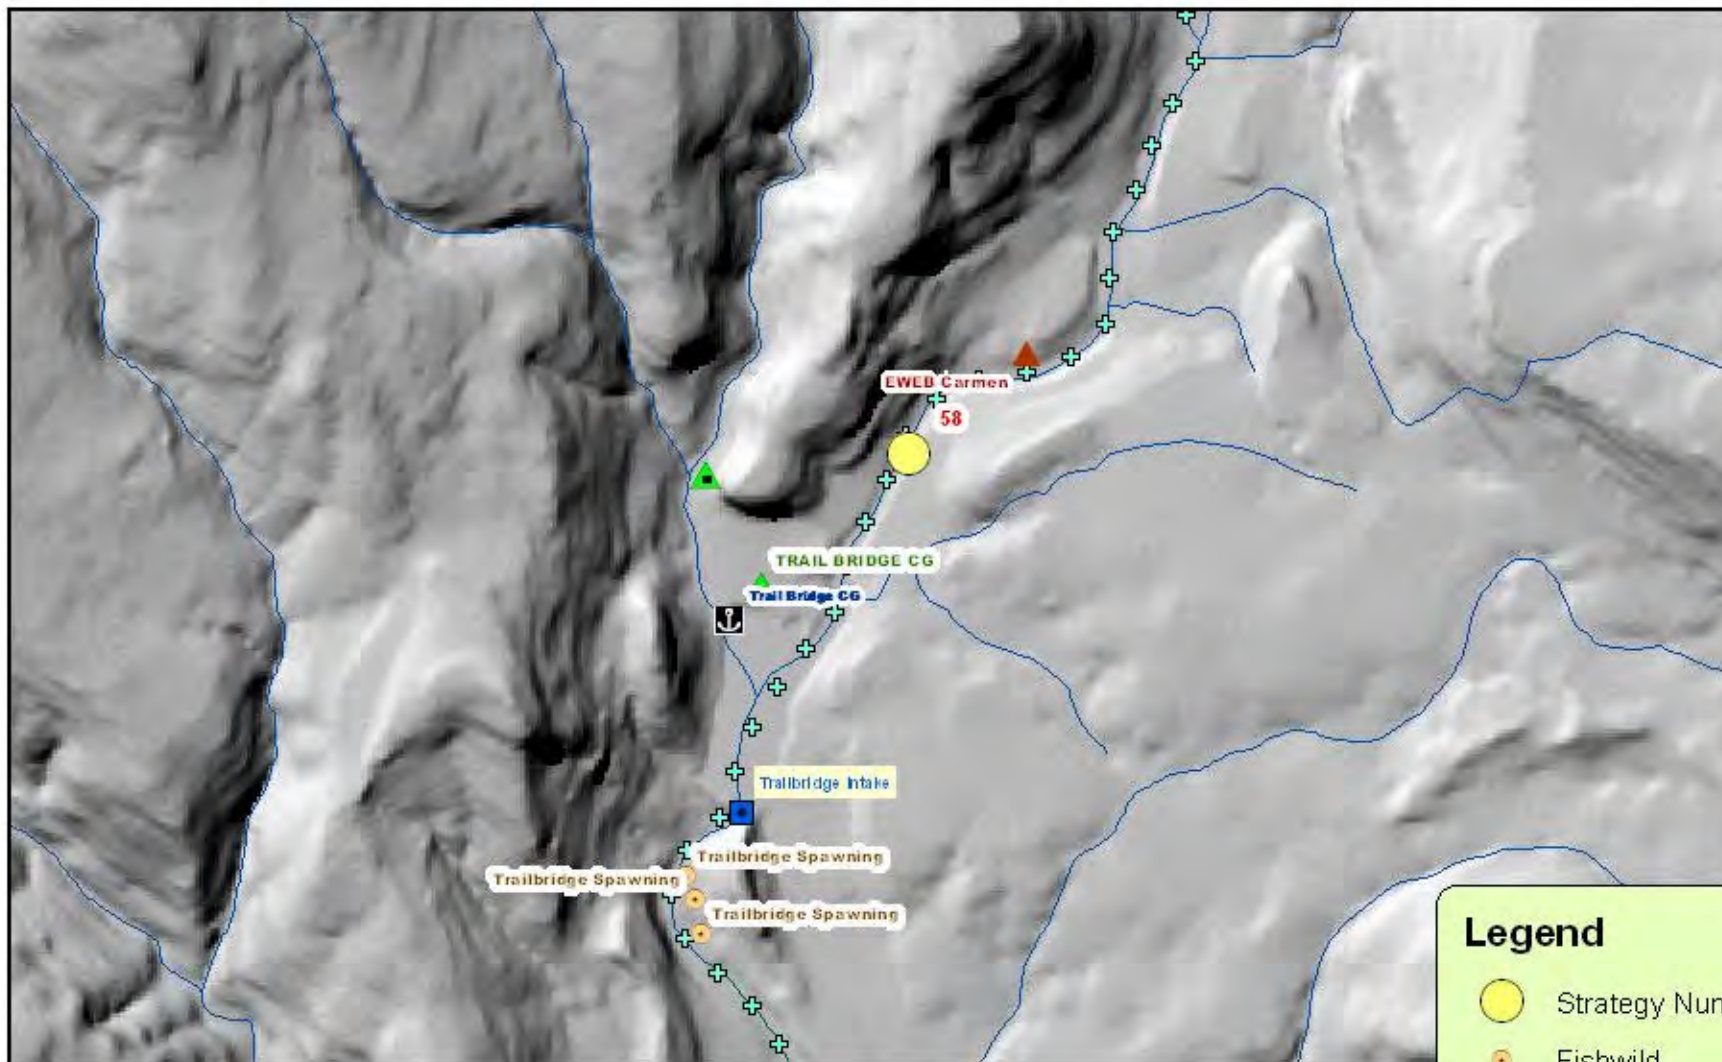 EWEB Carmen
58
TRAIL BRIDGE CG
Trail Bridge CG
Trailbridge Intake
Trailbridge Spawning
Trailbridge Spawning
Trailbridge Spawning
Legend
Strategy Num
Fishwild